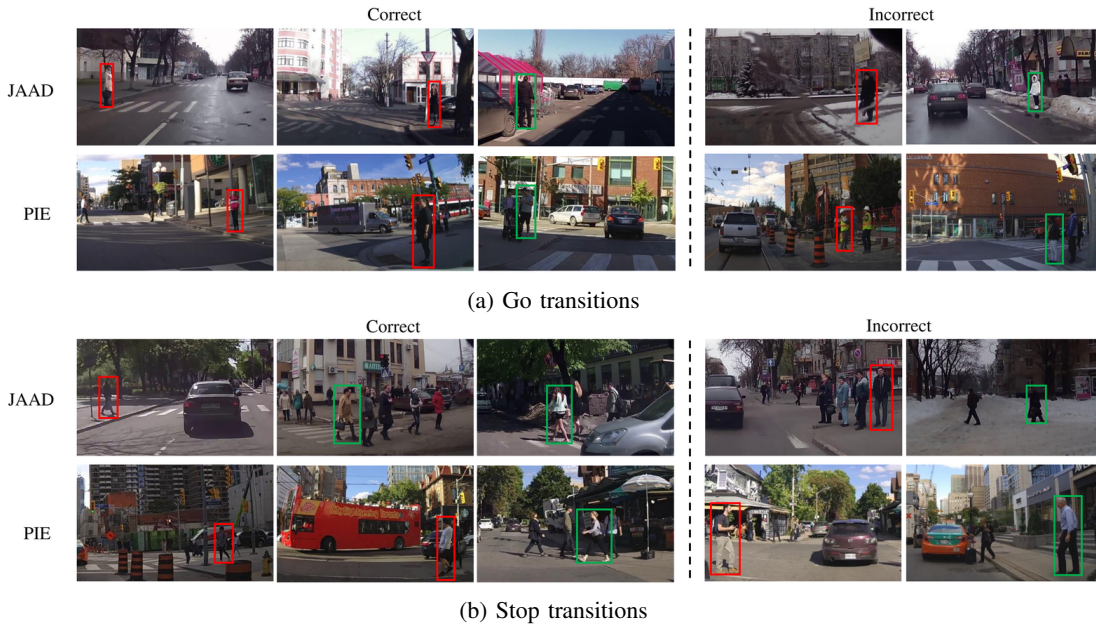 Correct Incorrect
JAAD
PIE
(a) Go transitions
Correct Incorrect
JAAD
PIE
(b) Stop transitions